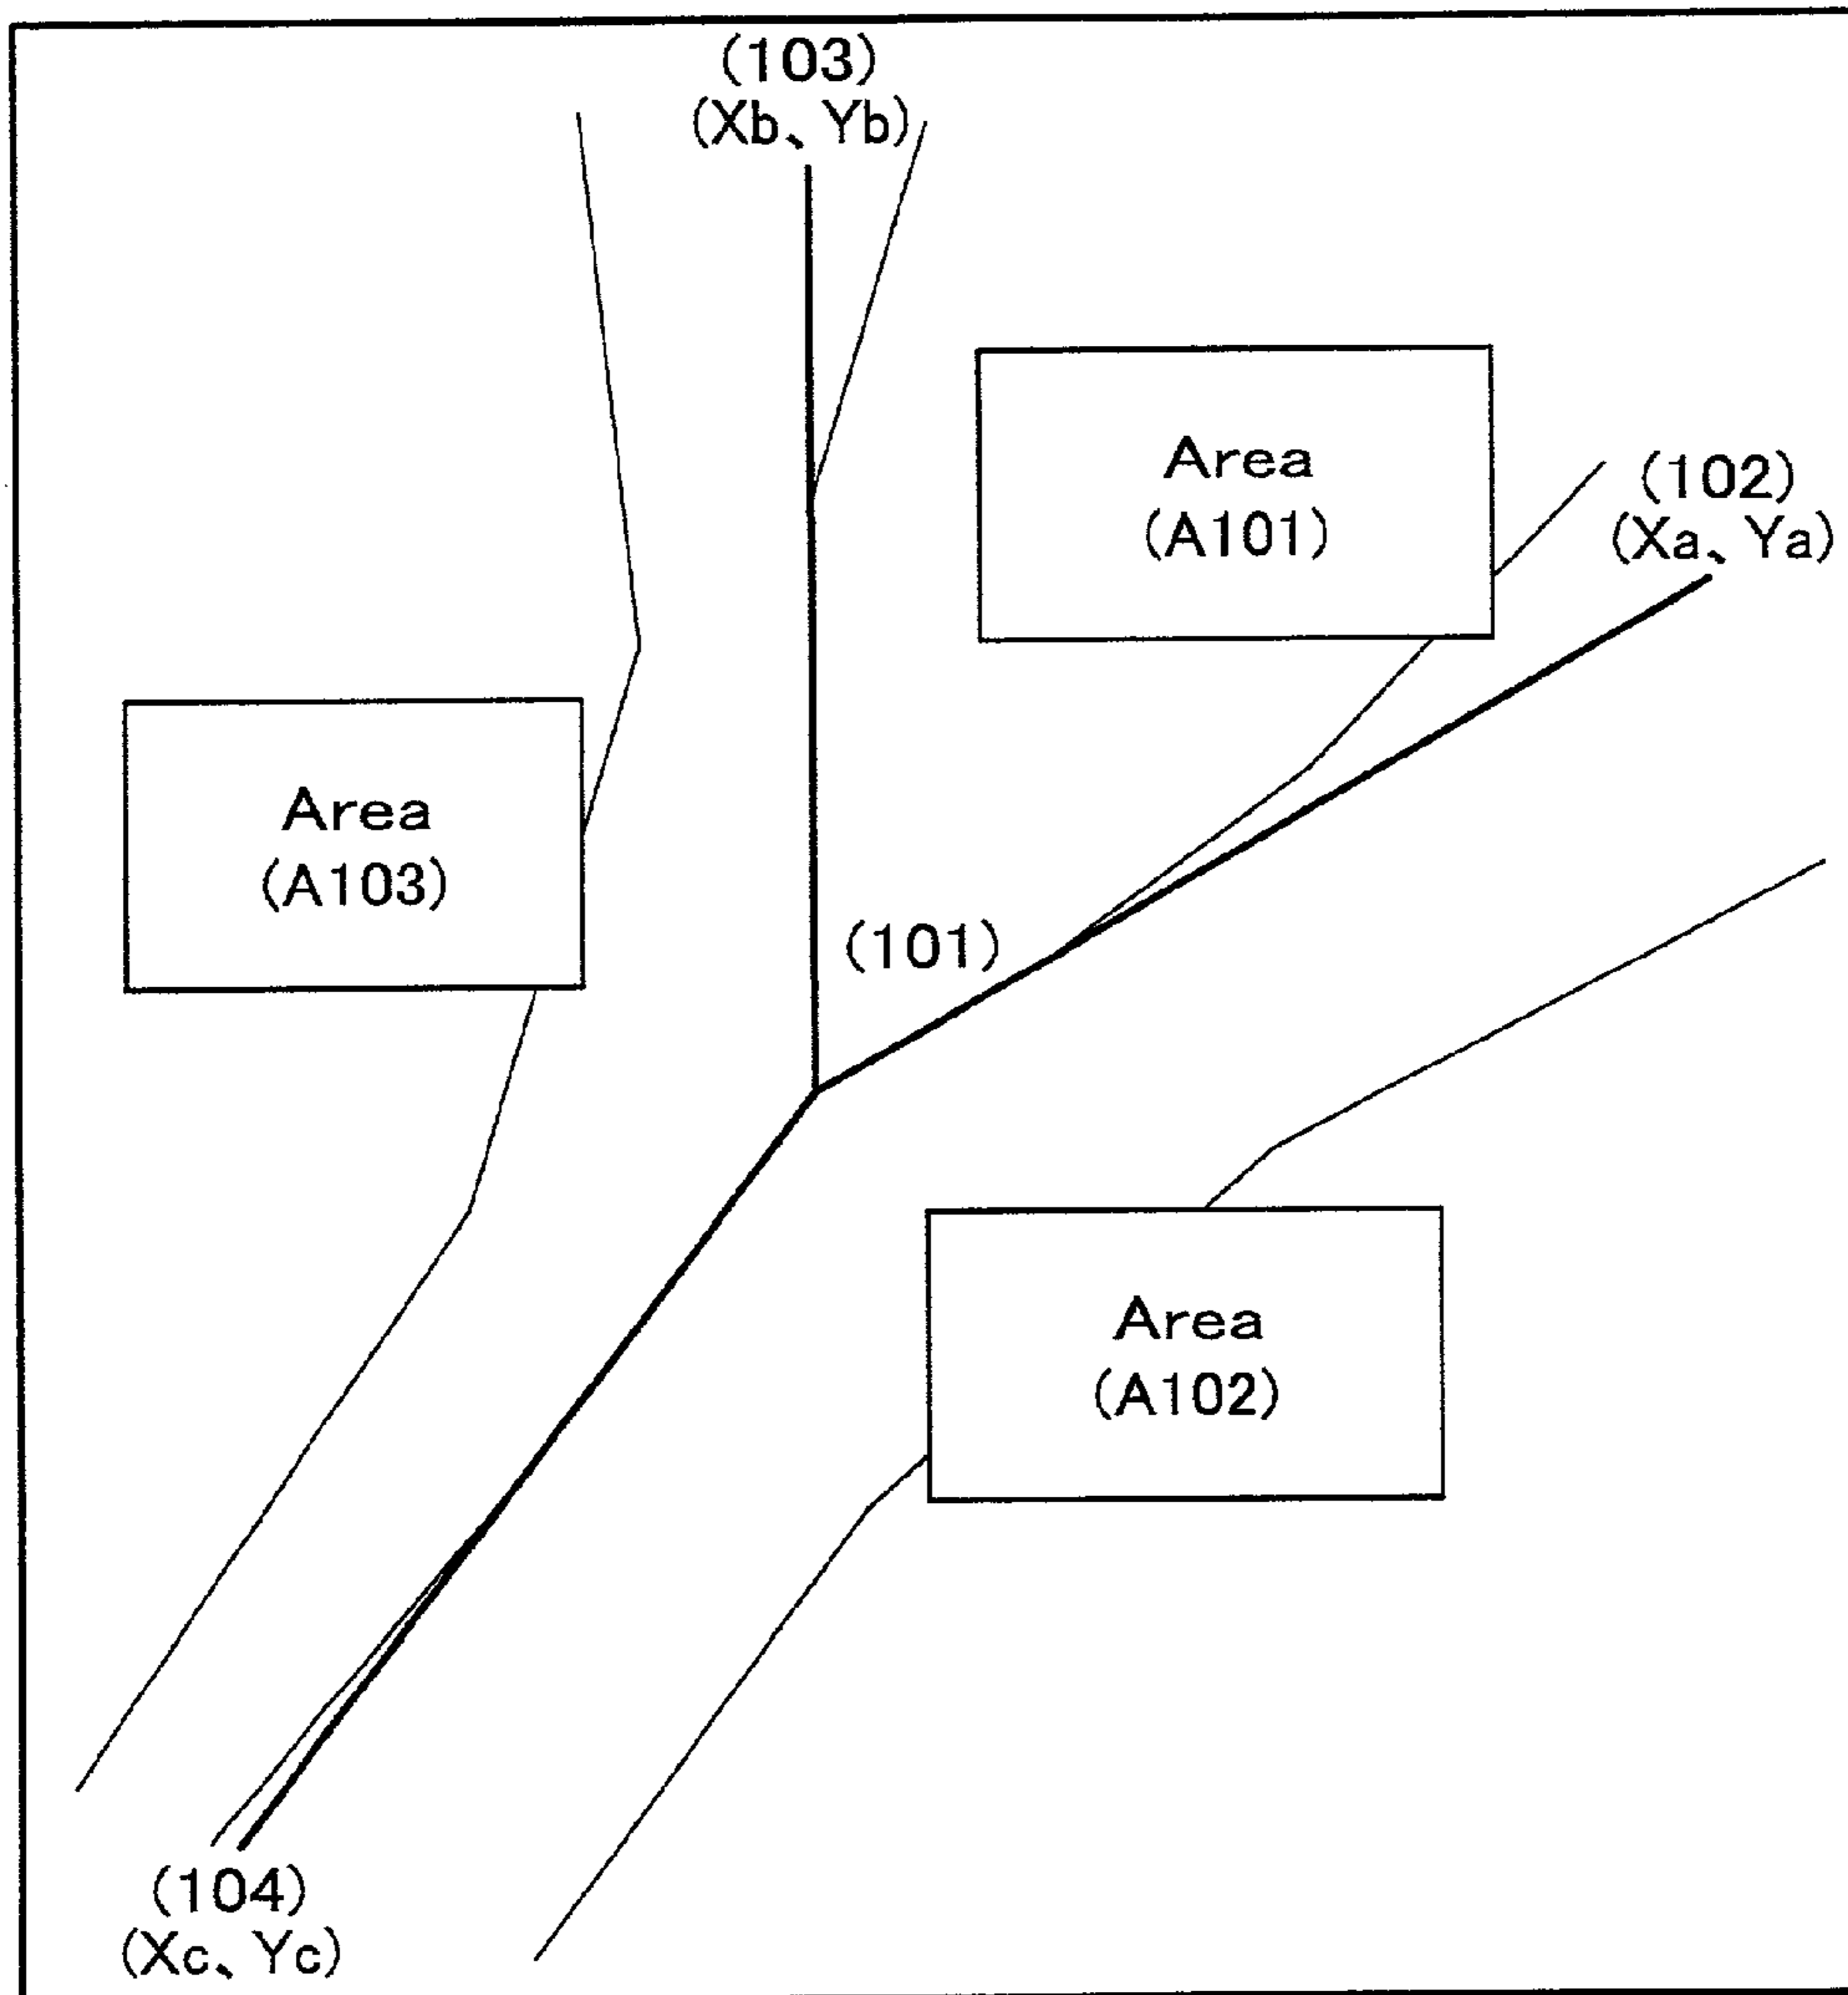 (103)
(Xb、Yb)
Area
(A101)
(102)
(Xa、Ya)
Area
(A103)
(101)
Area
(A102)
(104)
(Xc、Yc)